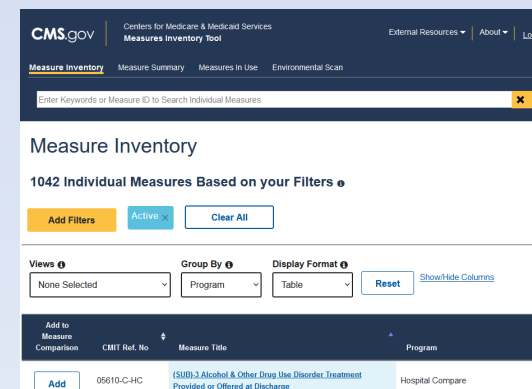 CMS.gov
Centers for Medicare & Medicaid Services
Measures Inventory Tool
External Resources
About
Measure Inventory
Measure Summary
Measures In Use
Environmental Scan
Enter Keywords or Measure ID to Search Individual Measures
Measure Inventory
1042 Individual Measures Based on your Filters
Add Filters
Active ×
Clear All
Views
Group By
Display Format
None Selected
Program
Table
Reset
Show/Hide Columns
Add to
Measure
Comparison
CMIT Ref. No
Measure Title
Program
Add
05610-C-HC
(SUB)-3 Alcohol & Other Drug Use Disorder Treatment
Provided or Offered at Discharge
Hospital Compare